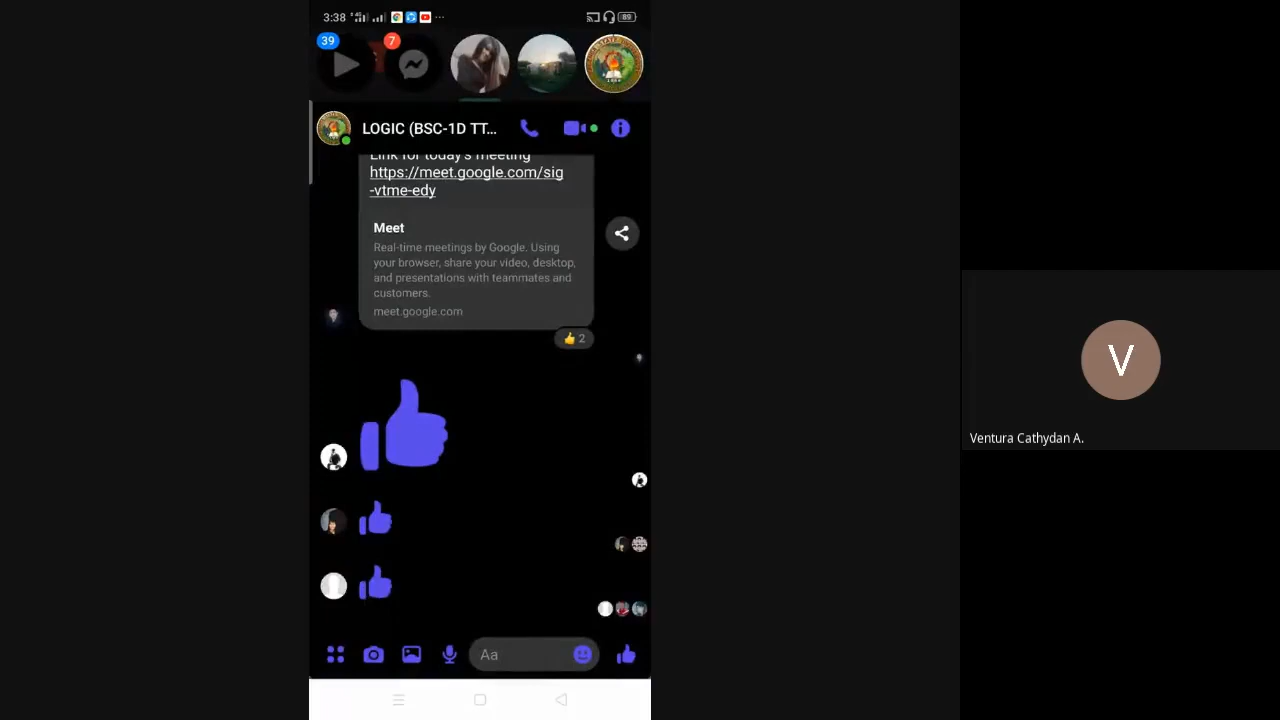 3:38
89
39
7
LOGIC (BSC-1D TT...
Link for today's meeting
https://meet.google.com/sig
-vtme-edy
Meet
Real-time meetings by Google. Using
your browser, share your video, desktop,
and presentations with teammates and
customers.
meet.google.com
2
Aa
V
Ventura Cathydan A.